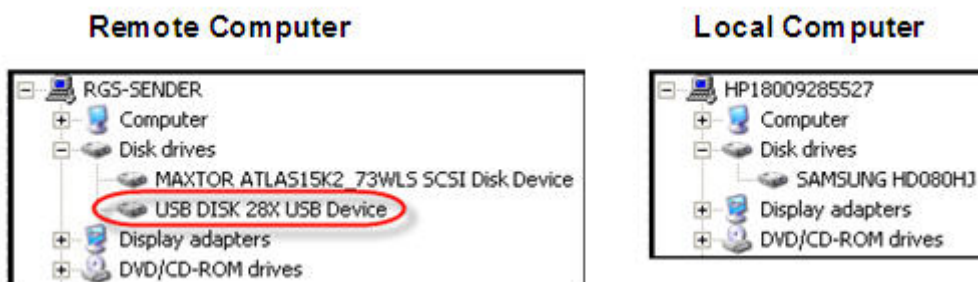 Remote Computer
RGS-SENDER
Computer
Disk drives
MAXTOR ATLAS15K2_73WLS SCSI Disk Device
USB DISK 28X USB Device
Display adapters
DVD/CD-ROM drives
Local Computer
HP18009285527
Computer
Disk drives
SAMSUNG HD080HJ
Display adapters
DVD/CD-ROM drives